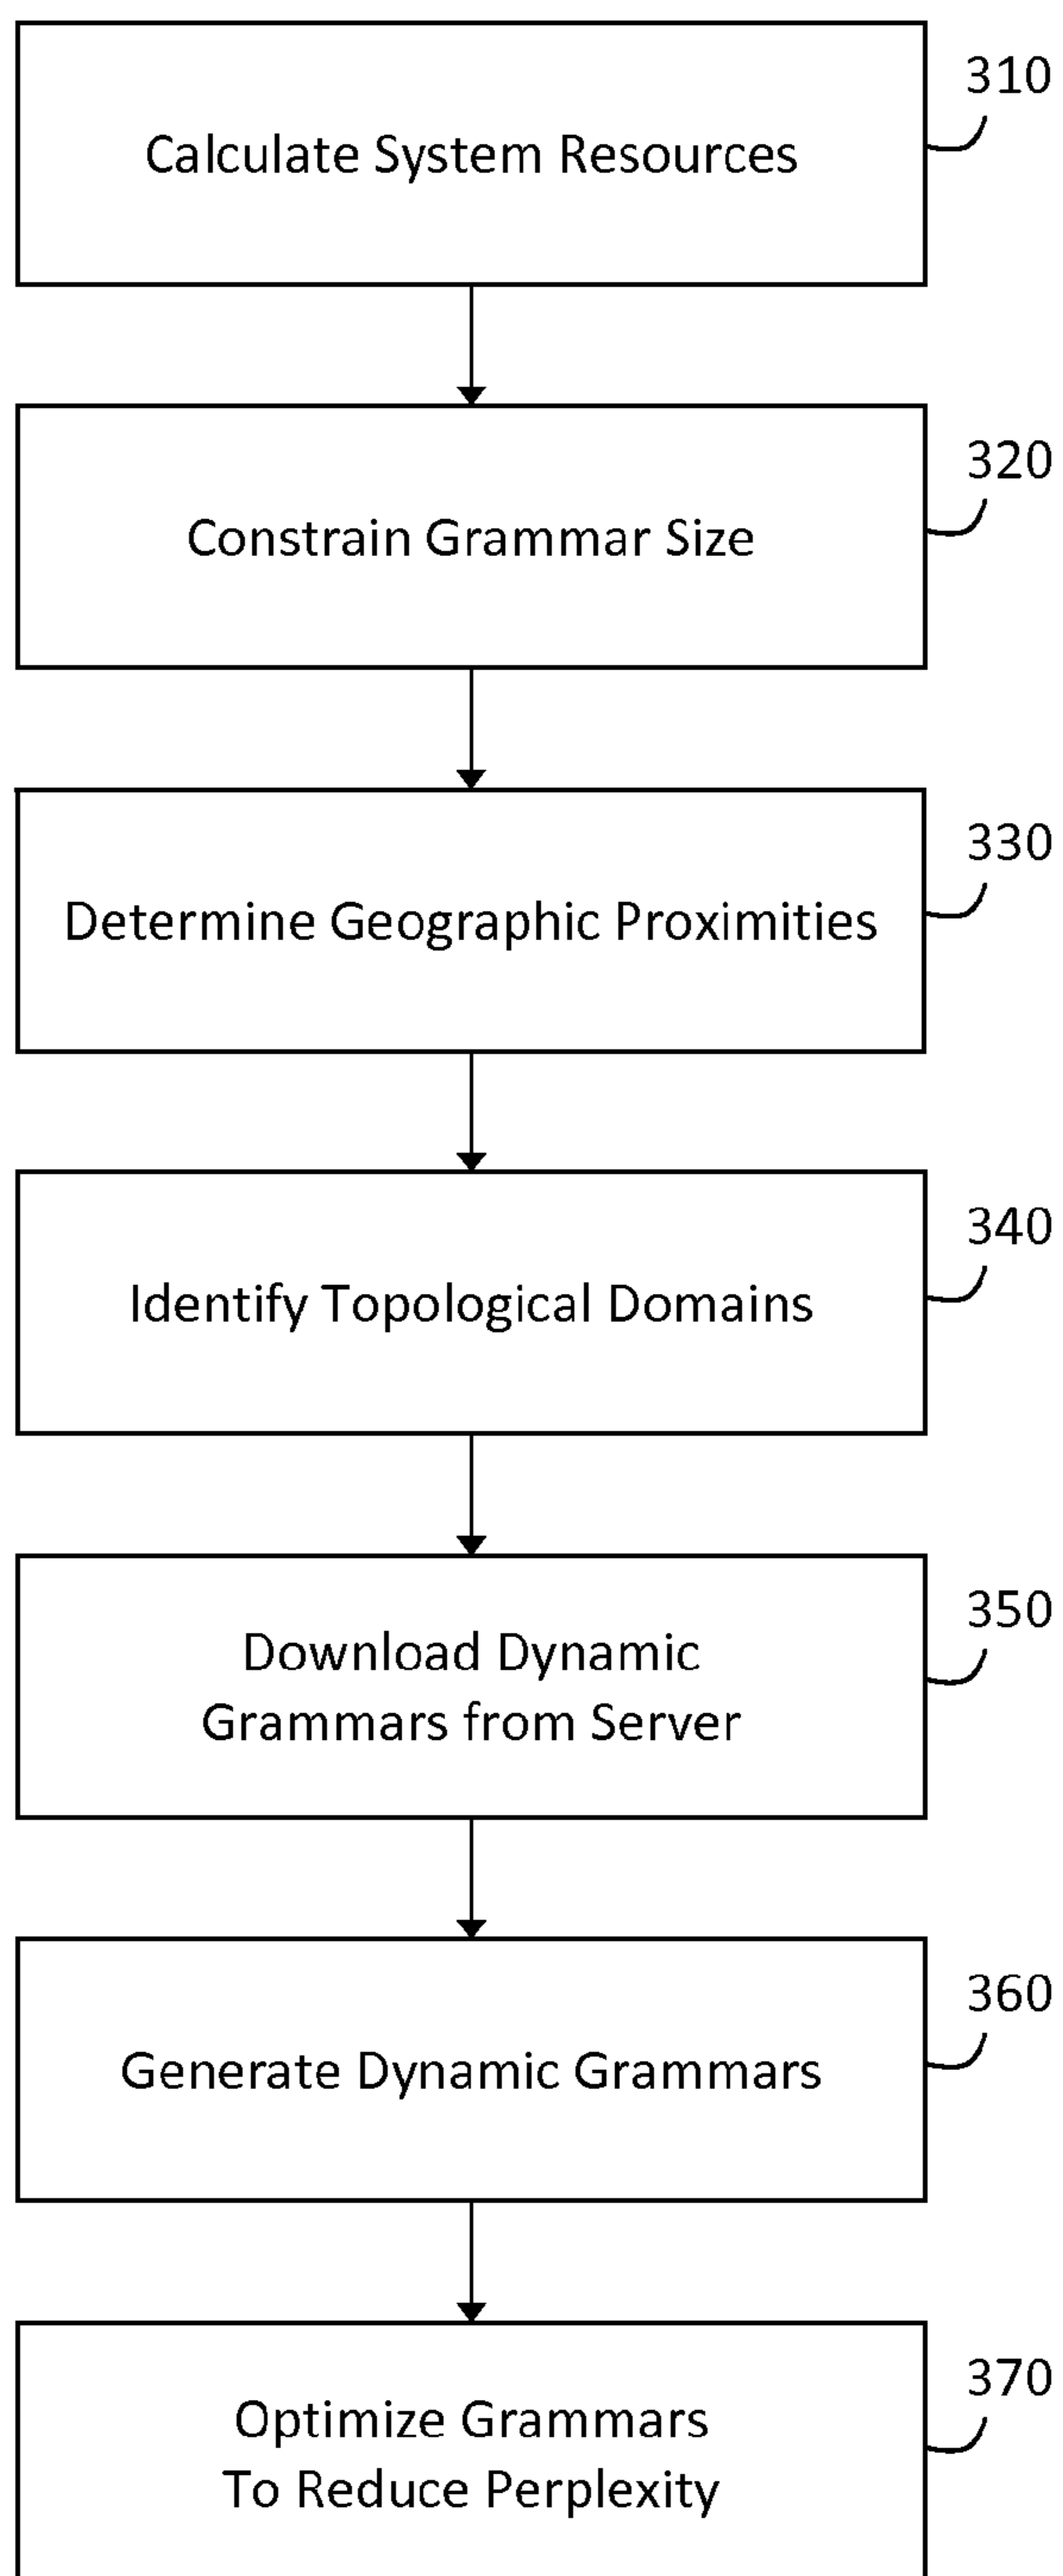 310
Calculate System Resources
320
Constrain Grammar Size
330
Determine Geographic Proximities
340
Identify Topological Domains
350
Download Dynamic
Grammars from Server
360
Generate Dynamic Grammars
370
Optimize Grammars
To Reduce Perplexity